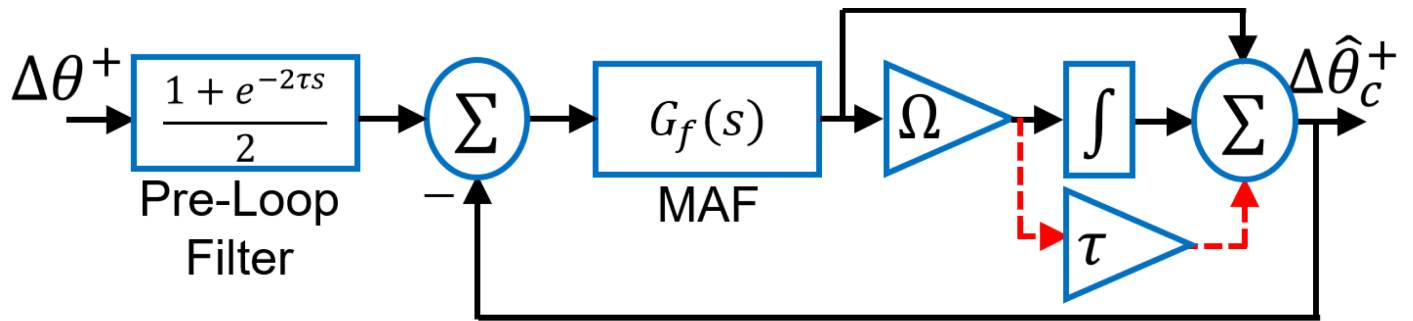 Δθ⁺
1 + e^{-2τs}
2
Pre-Loop
Filter
∑
−
G_f(s)
MAF
Ω
∫
τ
∑
Δθ̂_c⁺